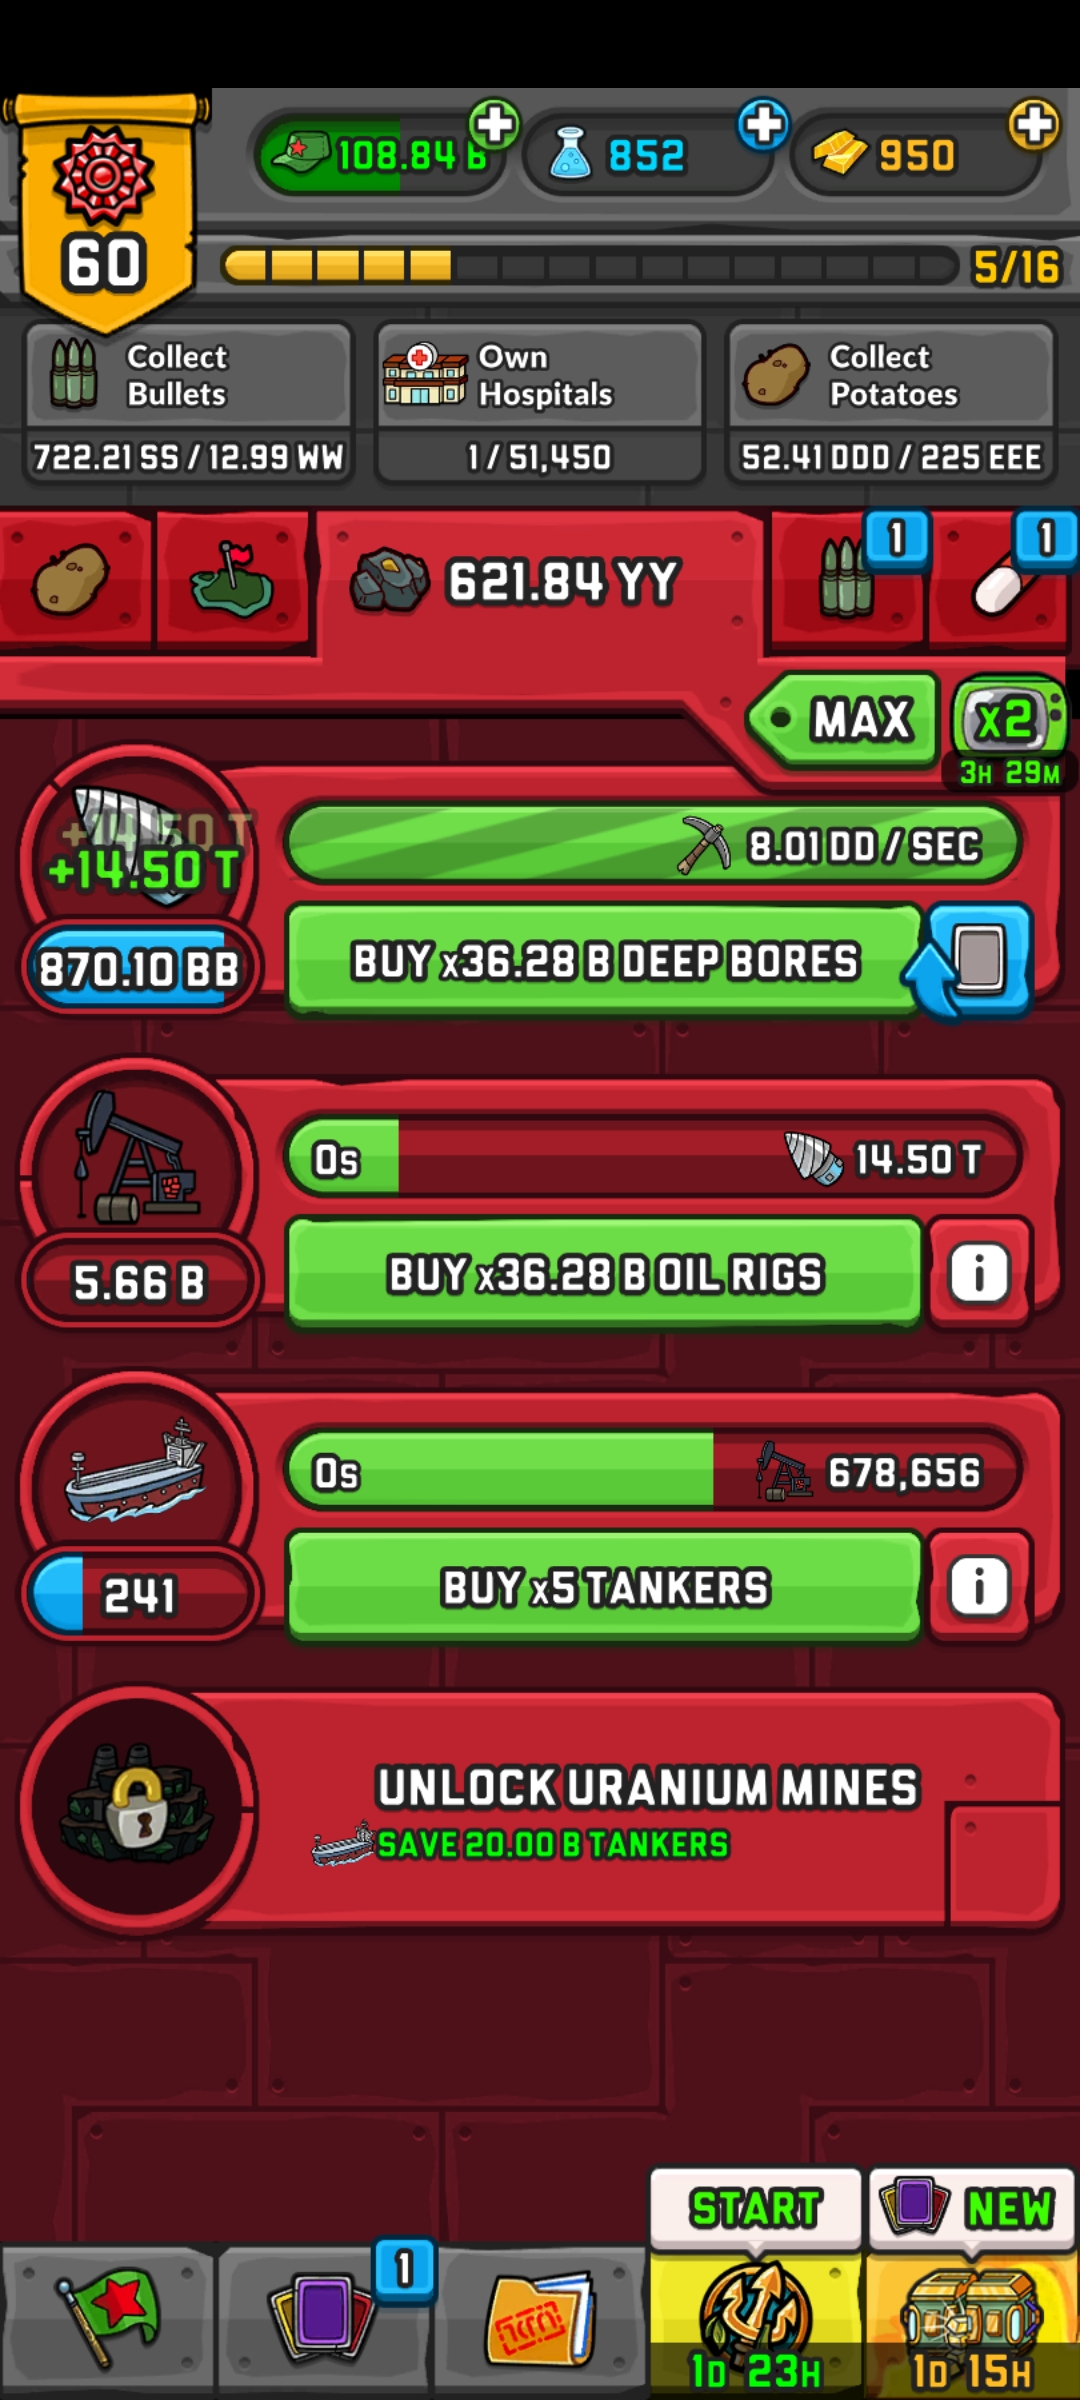 108.84 B
852
950
60
5/16
Collect
Bullets
722.21 SS / 12.99 WW
Own
Hospitals
1 / 51,450
Collect
Potatoes
52.41 DDD / 225 EEE
621.84 YY
1
1
MAX
x2
3H 29M
+14.50 T
+14.50 T
8.01 DD / SEC
870.10 BB
BUY x36.28 B DEEP BORES
0s
14.50 T
5.66 B
BUY x36.28 B OIL RIGS
i
0s
678,656
241
BUY x5 TANKERS
i
UNLOCK URANIUM MINES
SAVE 20.00 B TANKERS
START
NEW
1
1D 23H
1D 15H